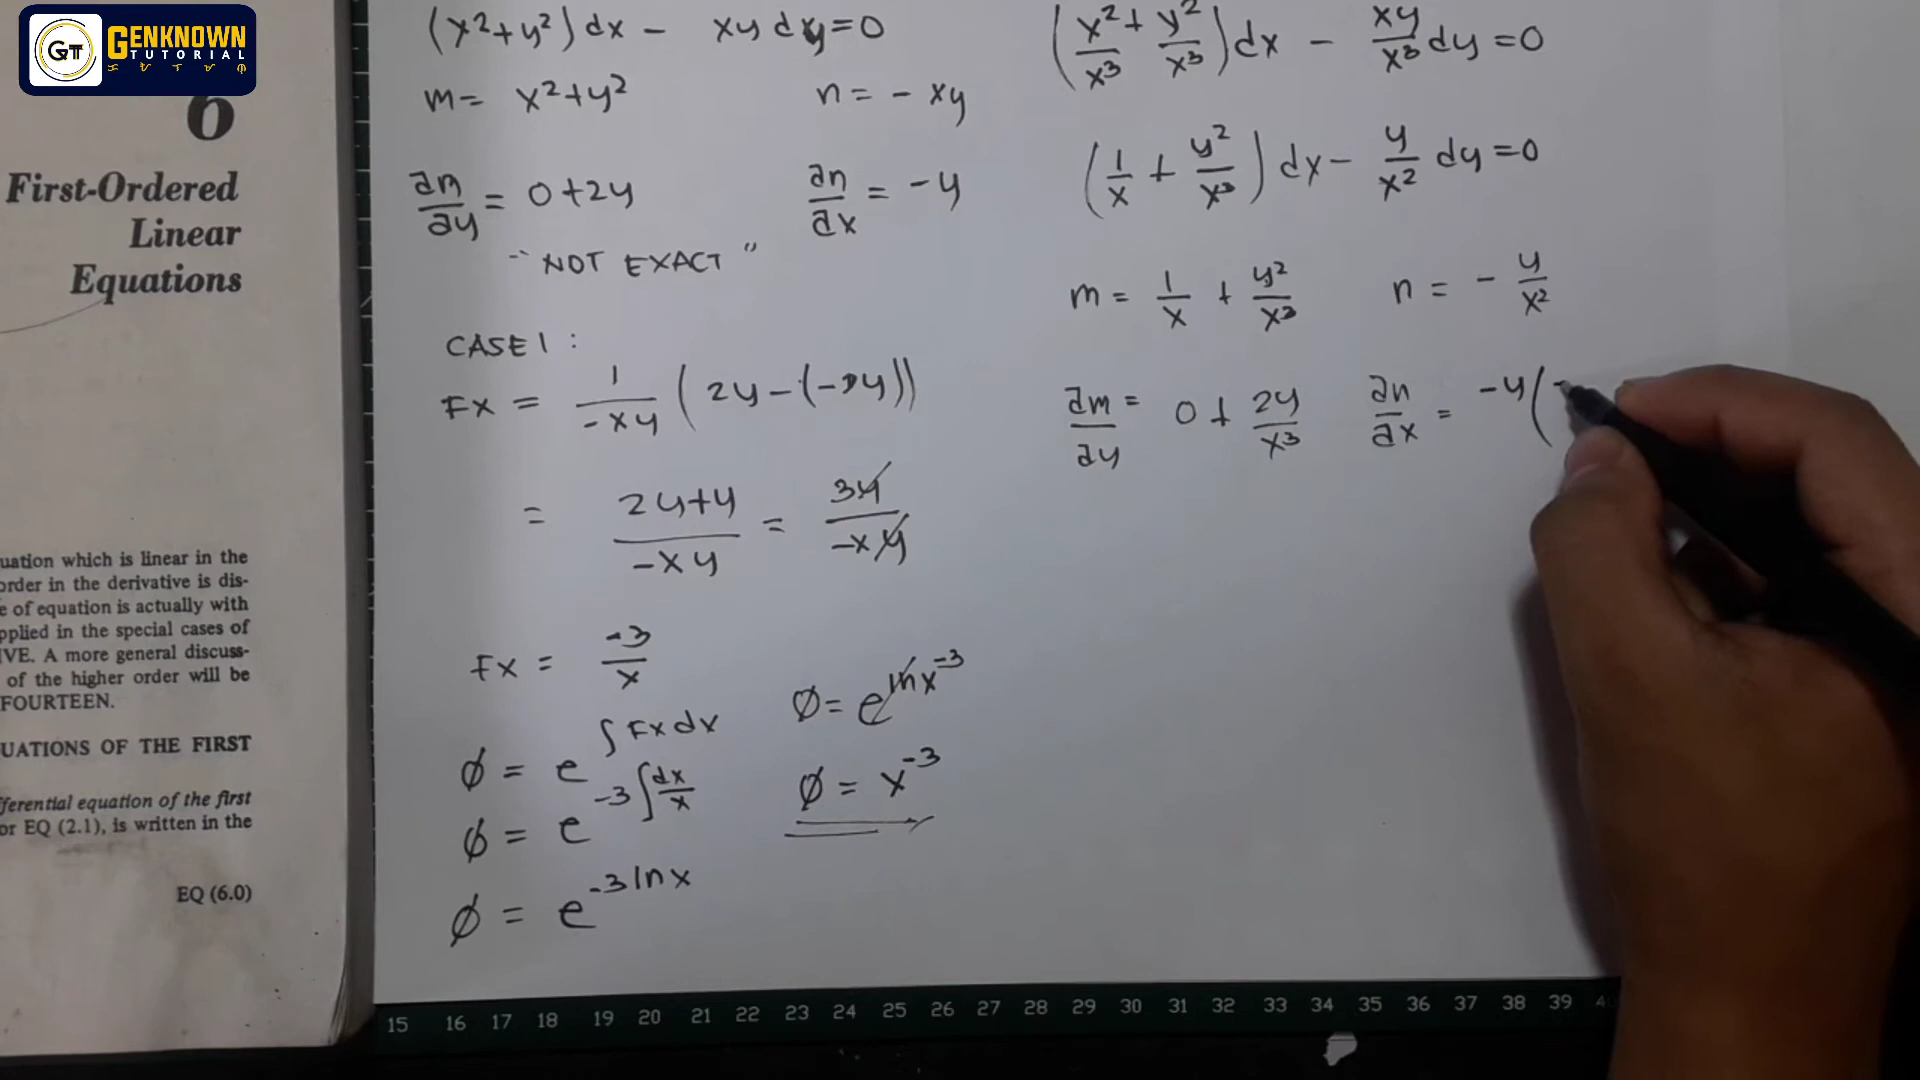 GENKNOWN
TUTORIAL
GT
6
First-Ordered
Linear
Equations
uation which is linear in the
order in the derivative is dis-
e of equation is actually with
pplied in the special cases of
IVE. A more general discuss-
of the higher order will be
FOURTEEN.
UATIONS OF THE FIRST
fferential equation of the first
or EQ (2.1), is written in the
EQ (6.0)
(x²+y²)dx - xy dy=0
m= x²+y² n= -xy
∂m/∂y = 0+2y ∂n/∂x = -y
"NOT EXACT"
CASE 1:
Fx = 1/-xy (2y-(-y))
= 2y+y/-xy = 3y/-xy
Fx = -3/x
Ø = e^∫Fxdx
Ø = e^-3∫dx/x
Ø = e^-3lnx
Ø= e^lnx^-3
Ø = x^-3
(x²/x³ + y²/x³)dx - xy/x³ dy =0
(1/x + y²/x³)dx - y/x² dy=0
m= 1/x + y²/x³ n= -y/x²
∂m/∂y = 0+ 2y/x³ ∂n/∂x = -y(-
15 16 17 18 19 20 21 22 23 24 25 26 27 28 29 30 31 32 33 34 35 36 37 38 39